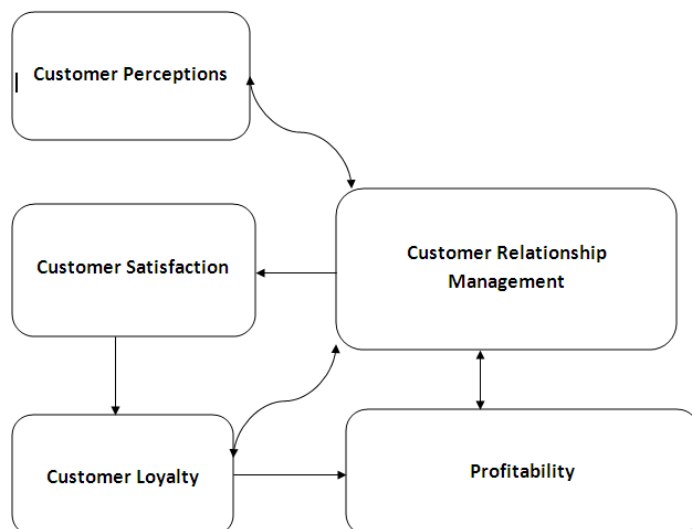 Customer Perceptions
Customer Satisfaction
Customer Relationship
Management
Customer Loyalty
Profitability